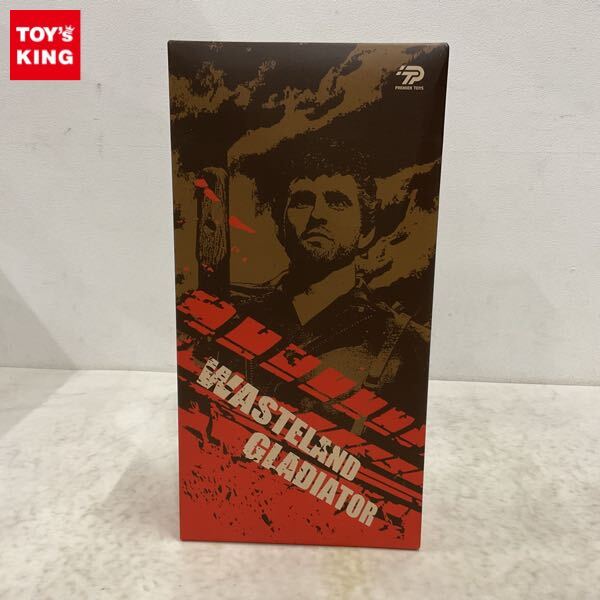 TOY's
KING
PREMIER TOYS
WASTELAND
GLADIATOR